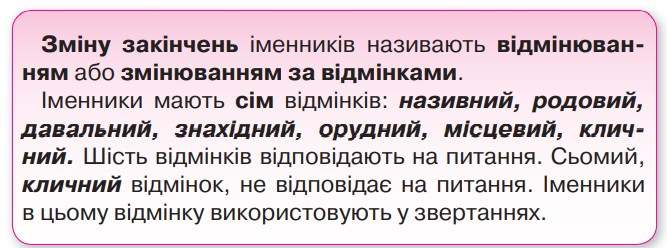 Зміну закінчень іменників називають відмінюван-
ням або змінюванням за відмінками.
Іменники мають сім відмінків: називний, родовий,
давальний, знахідний, орудний, місцевий, клич-
ний. Шість відмінків відповідають на питання. Сьомий,
кличний відмінок, не відповідає на питання. Іменники
в цьому відмінку використовують у звертаннях.